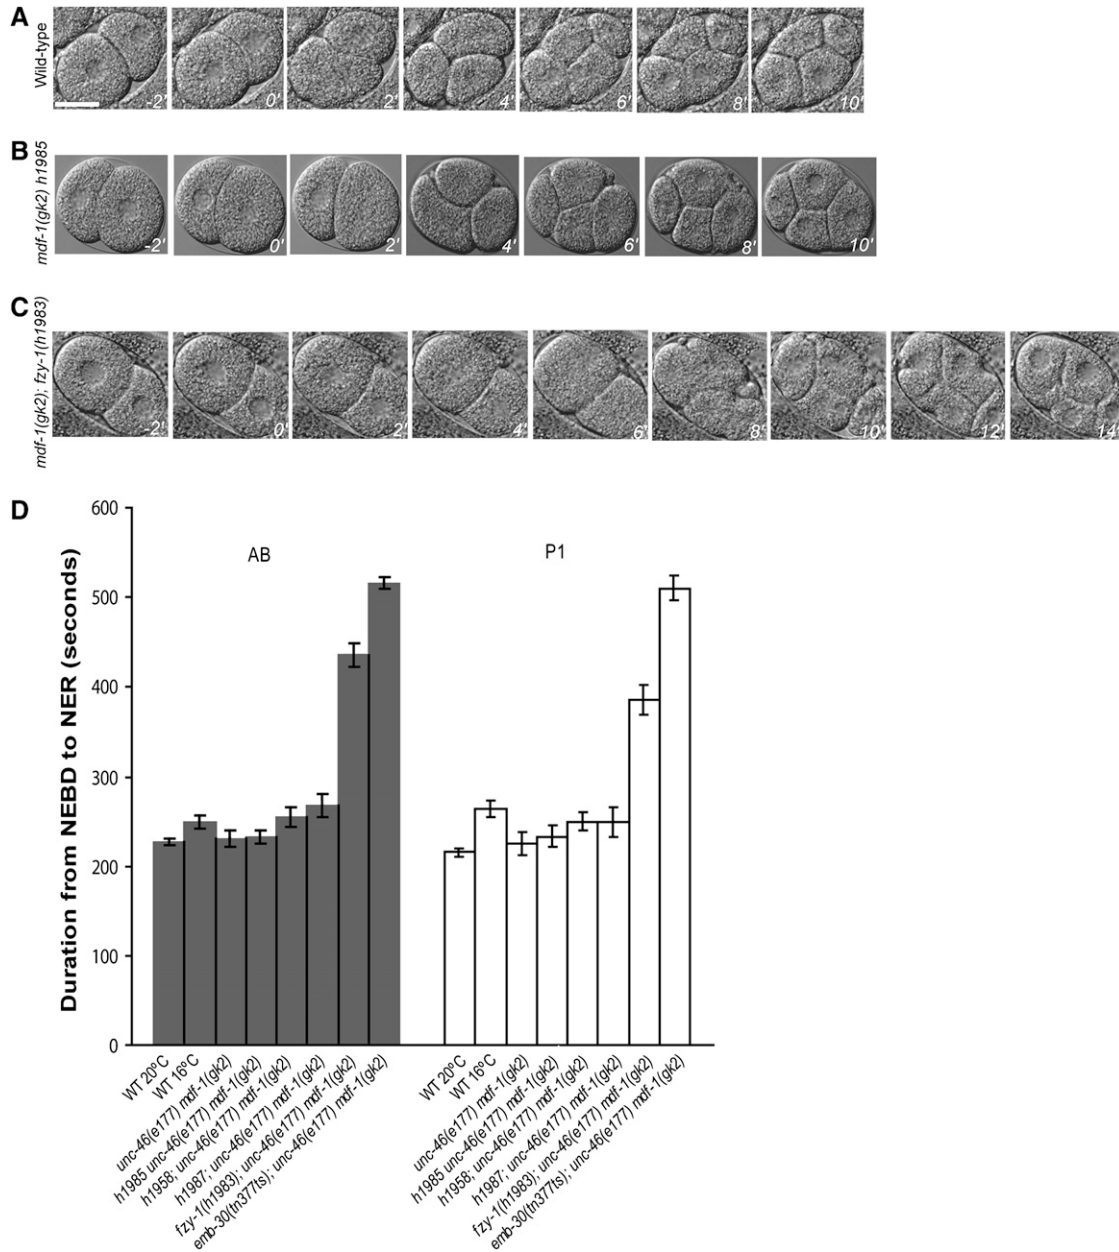 A
Wild-type
-2'
0'
2'
4'
6'
8'
10'
B
mdf-1(gk2) h1985
-2'
0'
2'
4'
6'
8'
10'
C
mdf-1(gk2); fzy-1(h1983)
-2'
0'
2'
4'
6'
8'
10'
12'
14'
D
Duration from NEBD to NER (seconds)
600
500
400
300
200
100
0
AB
P1
WT 20°C
WT 16°C
unc-46(e177) mdf-1(gk2)
h1985 unc-46(e177) mdf-1(gk2)
h1958; unc-46(e177) mdf-1(gk2)
h1987; unc-46(e177) mdf-1(gk2)
fzy-1(h1983); unc-46(e177) mdf-1(gk2)
emb-30(tn377ts); unc-46(e177) mdf-1(gk2)
WT 20°C
WT 16°C
unc-46(e177) mdf-1(gk2)
h1985 unc-46(e177) mdf-1(gk2)
h1958; unc-46(e177) mdf-1(gk2)
h1987; unc-46(e177) mdf-1(gk2)
fzy-1(h1983); unc-46(e177) mdf-1(gk2)
emb-30(tn377ts); unc-46(e177) mdf-1(gk2)